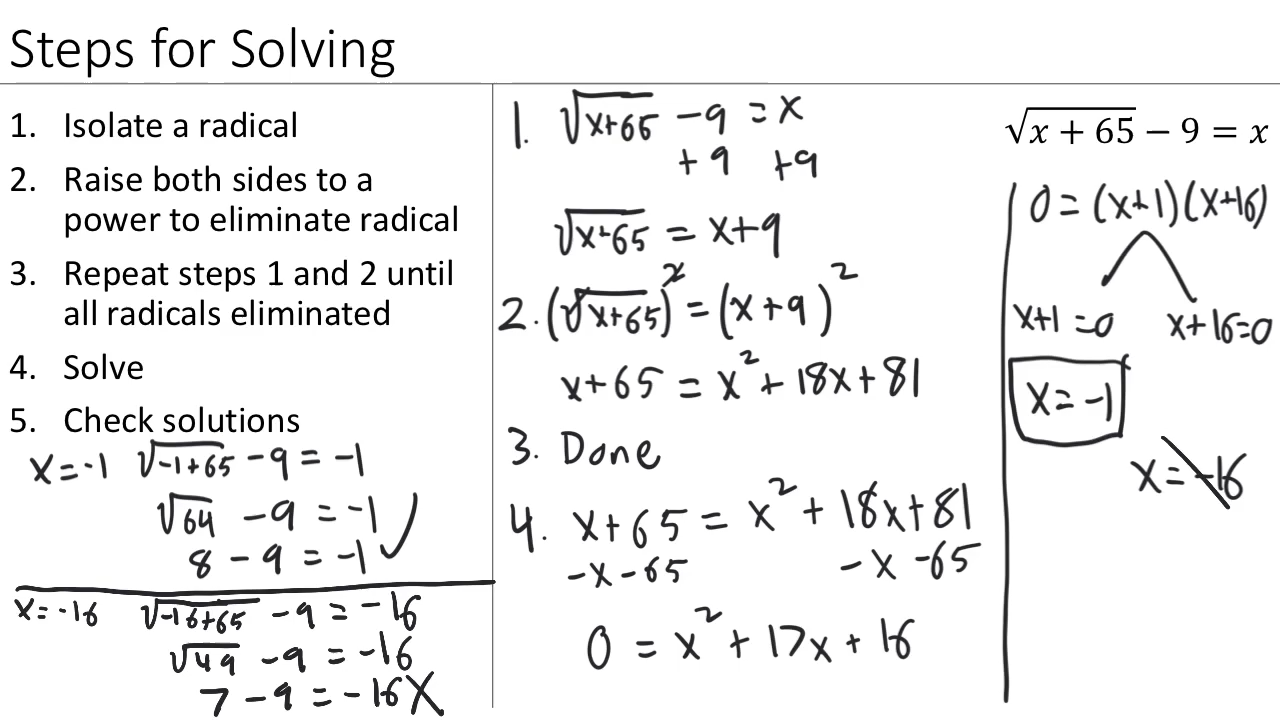 Steps for Solving
1. Isolate a radical
2. Raise both sides to a
power to eliminate radical
3. Repeat steps 1 and 2 until
all radicals eliminated
4. Solve
5. Check solutions
x=-1 √(-1+65) -9 = -1
√64 -9 = -1
8 - 9 = -1 ✓
x=-16 √(-16+65) -9 = -16
√49 -9 = -16
7 -9 = -16 X
1. √(x+65) -9 = x
+9 +9
√(x+65) = x+9
2. (√(x+65))² = (x+9)²
x+65 = x²+18x+81
3. Done
4. x+65 = x²+18x+81
-x-65 -x -65
0 = x²+17x+16
√(x + 65) − 9 = x
0 = (x+1)(x+16)
x+1=0 x+16=0
x=-1
x=-16